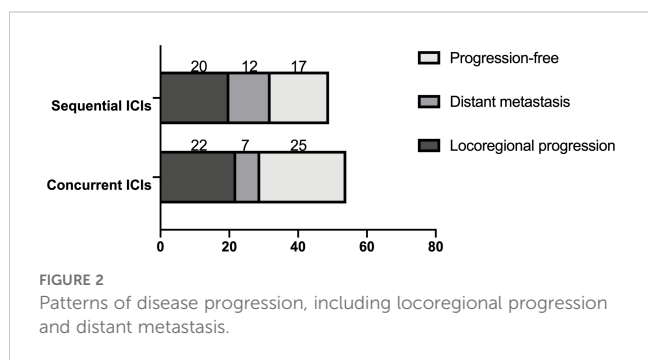 20 12 17
Sequential ICIs
22 7 25
Concurrent ICIs
0 20 40 60 80
Progression-free
Distant metastasis
Locoregional progression
FIGURE 2
Patterns of disease progression, including locoregional progression
and distant metastasis.